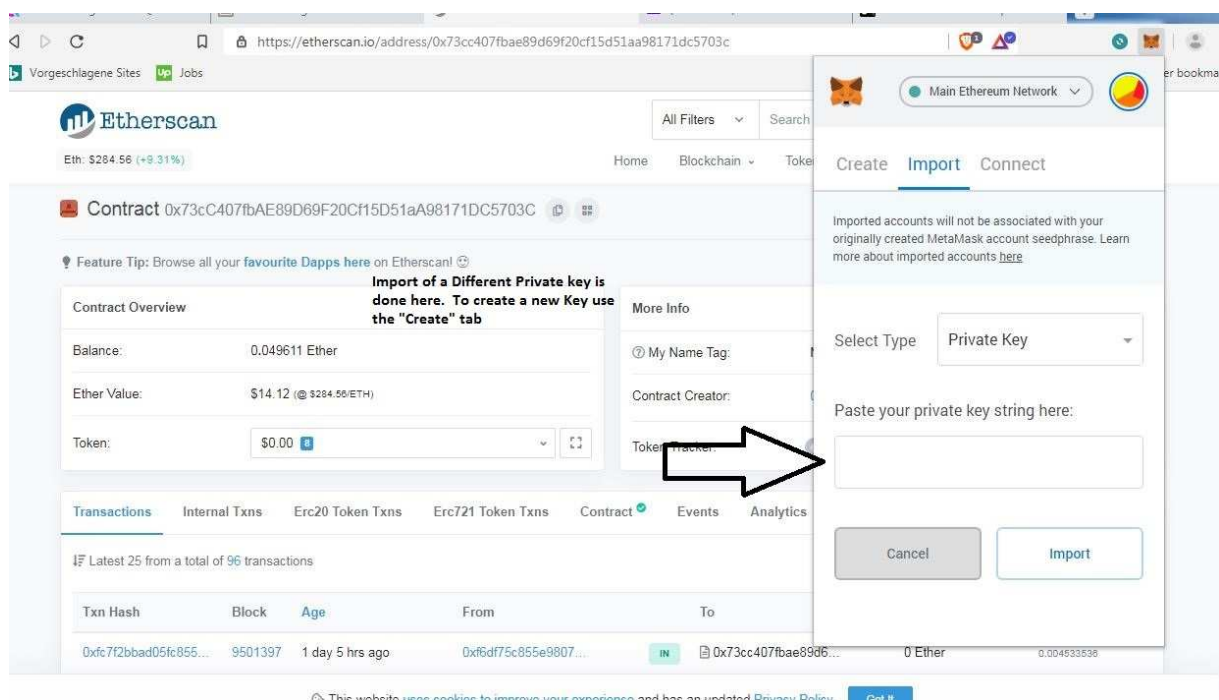 https://etherscan.io/address/0x73cc407fbae89d69f20cf15d51aa98171dc5703c
Vorgeschlagene Sites Up Jobs
er bookma
Etherscan
All Filters Search
Eth: $284.56 (+9.31%)
Home Blockchain Toke
Contract 0x73cC407fbAE89D69F20Cf15D51aA98171DC5703C
Feature Tip: Browse all your favourite Dapps here on Etherscan!
Import of a Different Private key is
done here. To create a new Key use
the "Create" tab
Contract Overview
Balance: 0.049611 Ether
Ether Value: $14.12 (@ $284.56/ETH)
Token: $0.00 8
More Info
My Name Tag:
Contract Creator:
Token Tracker:
Transactions Internal Txns Erc20 Token Txns Erc721 Token Txns Contract Events Analytics
Latest 25 from a total of 96 transactions
Txn Hash Block Age From To
0xfc7f2bbad05fc855... 9501397 1 day 5 hrs ago 0xf6df75c855e9807... IN 0x73cc407fbae89d6... 0 Ether 0.004533536
This website uses cookies to improve your experience and has an updated Privacy Policy. Got It
Main Ethereum Network
Create Import Connect
Imported accounts will not be associated with your
originally created MetaMask account seedphrase. Learn
more about imported accounts here
Select Type Private Key
Paste your private key string here:
Cancel Import